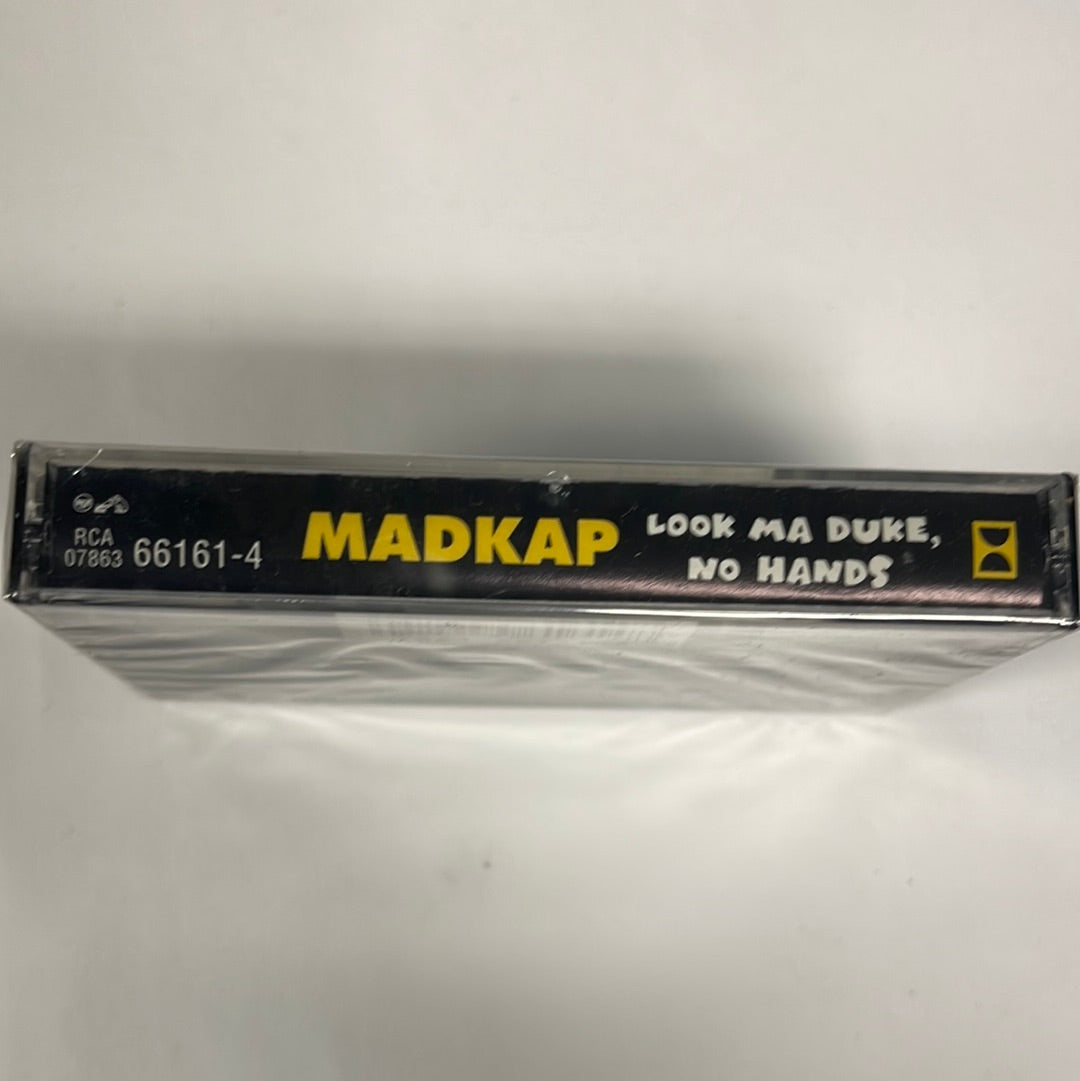 RCA
07863 66161-4
MADKAP
LOOK MA DUKE,
NO HANDS